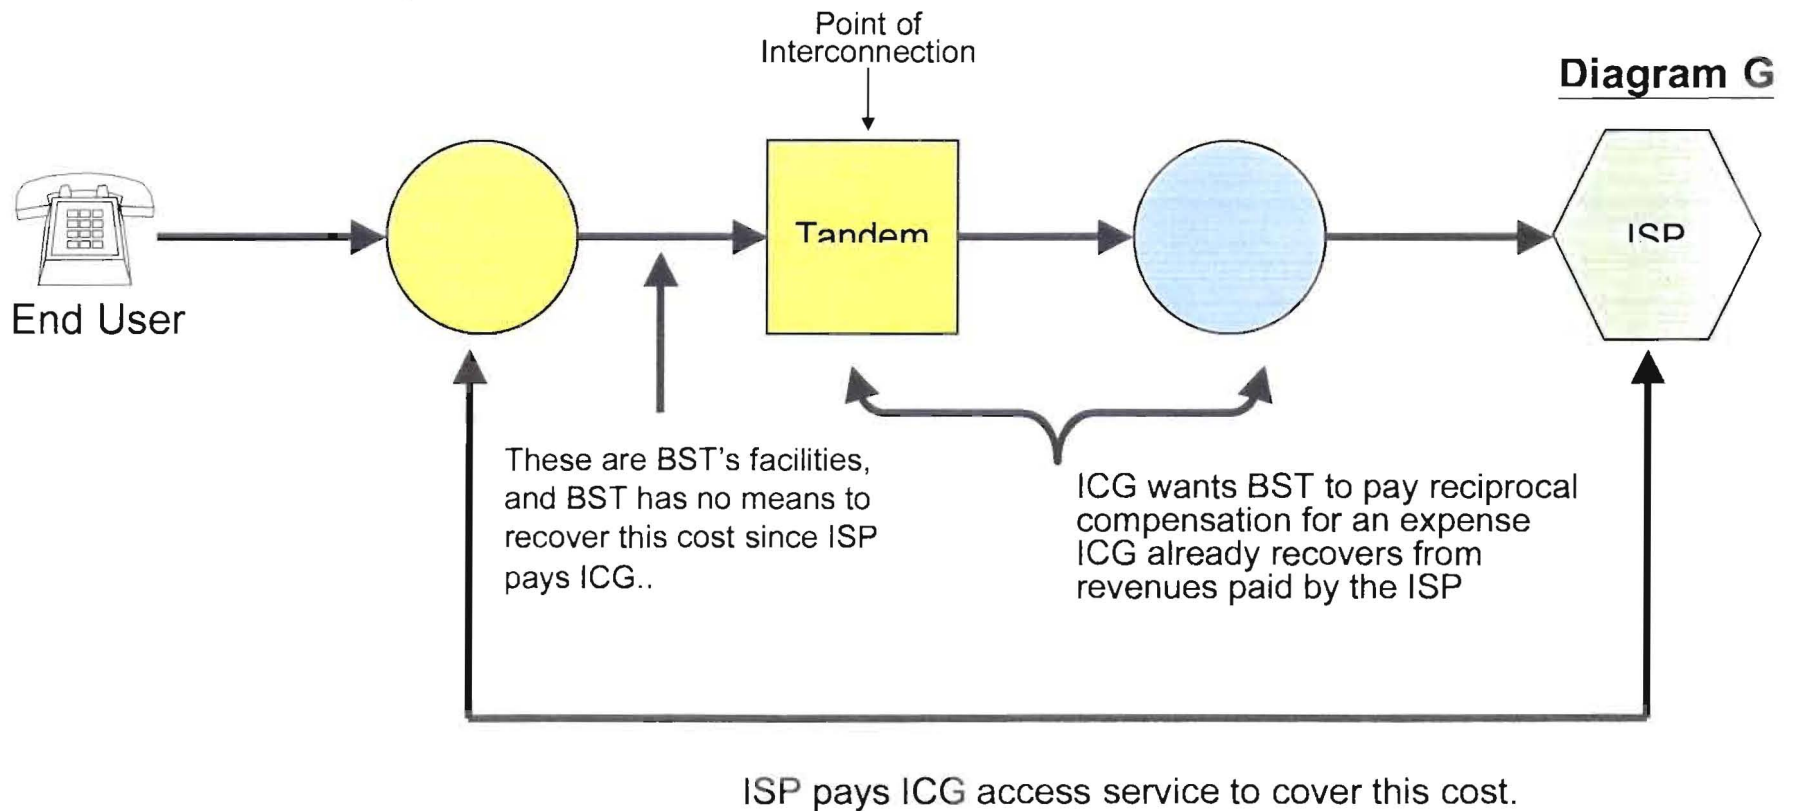 Point of
Interconnection
Diagram G
Tandem
ISP
End User
These are BST's facilities,
and BST has no means to
recover this cost since ISP
pays ICG..
ICG wants BST to pay reciprocal
compensation for an expense
ICG already recovers from
revenues paid by the ISP
ISP pays ICG access service to cover this cost.